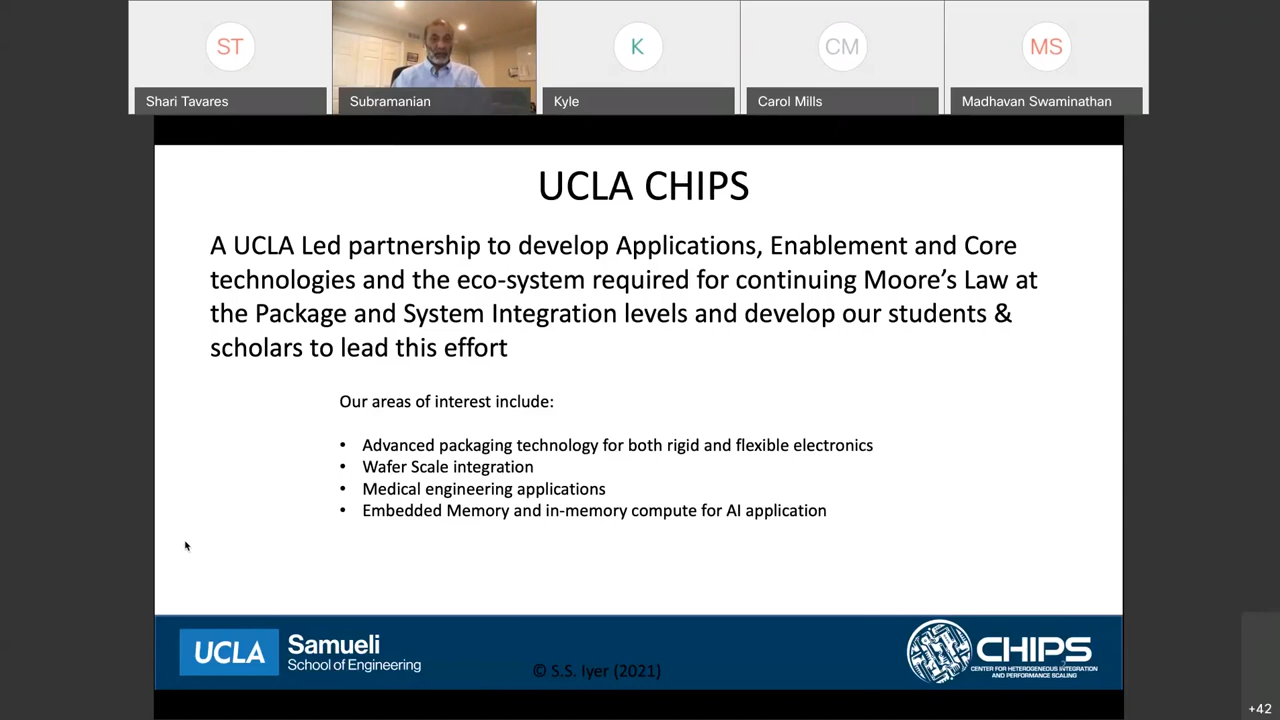 ST
K
CM
MS
Shari Tavares
Subramanian
Kyle
Carol Mills
Madhavan Swaminathan
UCLA CHIPS
A UCLA Led partnership to develop Applications, Enablement and Core
technologies and the eco-system required for continuing Moore’s Law at
the Package and System Integration levels and develop our students &
scholars to lead this effort
Our areas of interest include:
• Advanced packaging technology for both rigid and flexible electronics
• Wafer Scale integration
• Medical engineering applications
• Embedded Memory and in-memory compute for AI application
UCLA
Samueli
School of Engineering
© S.S. Iyer (2021)
CHIPS
CENTER FOR HETEROGENEOUS INTEGRATION
AND PERFORMANCE SCALING
+42